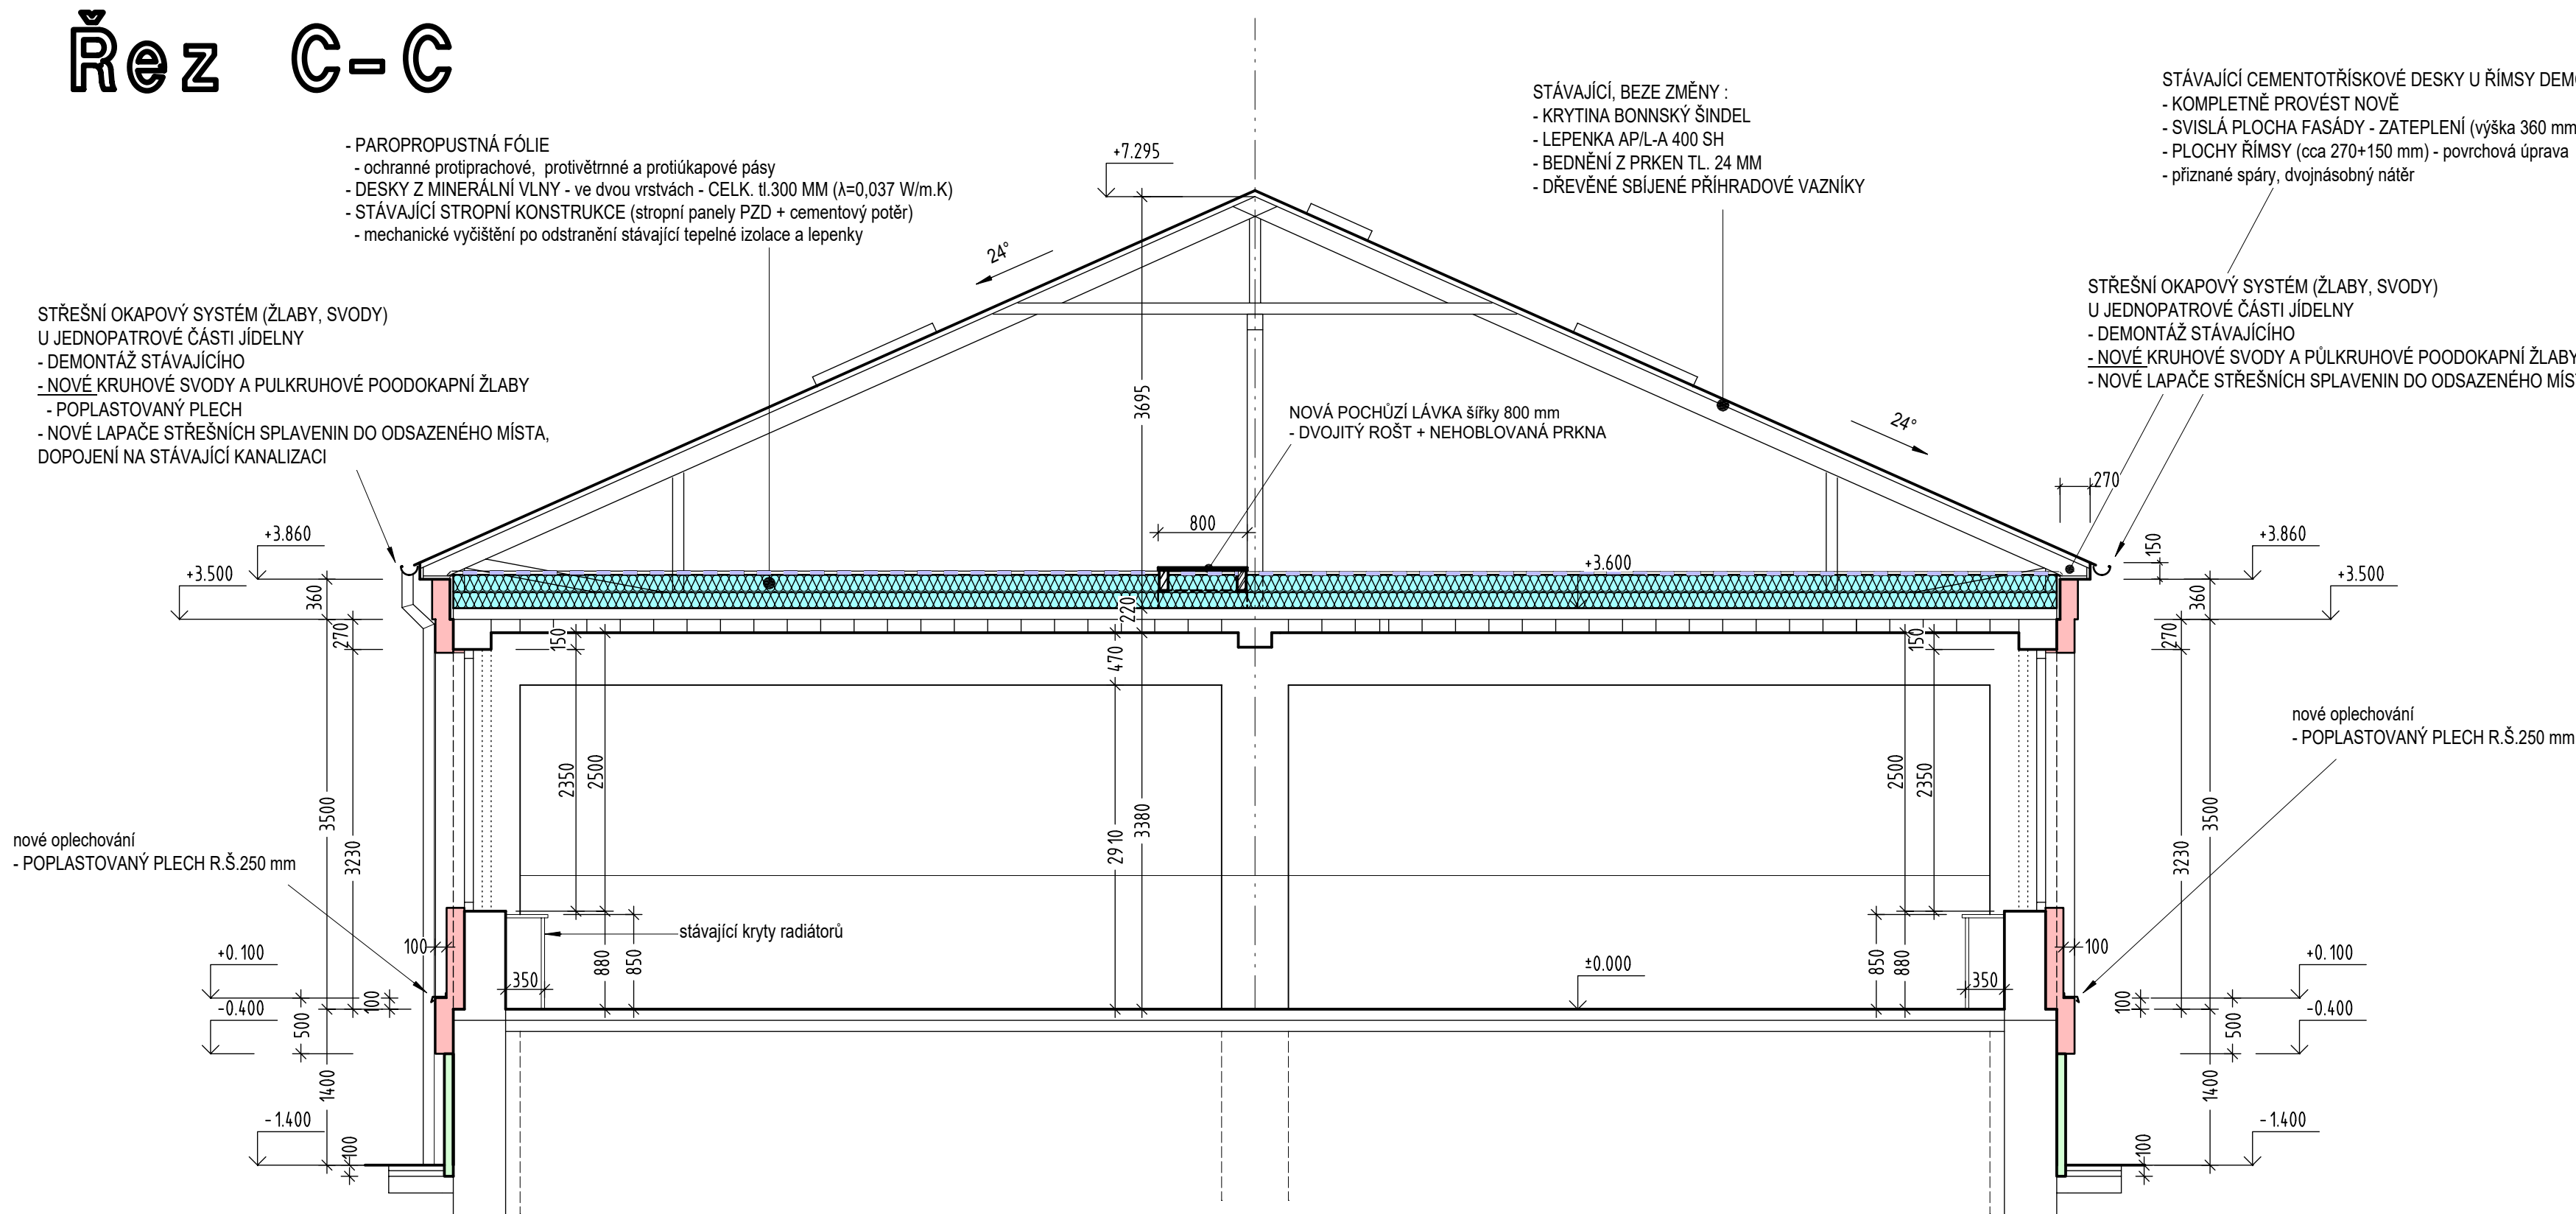 Řez C-C
- PAROPROPUSTNÁ FÓLIE
- ochranné protiprachové, protivětrnné a protiúkapové pásy
- DESKY Z MINERÁLNÍ VLNY - ve dvou vrstvách - CELK. tl.300 MM (λ=0,037 W/m.K)
- STÁVAJÍCÍ STROPNÍ KONSTRUKCE (stropní panely PZD + cementový potěr)
- mechanické vyčištění po odstranění stávající tepelné izolace a lepenky
STÁVAJÍCÍ, BEZE ZMĚNY :
- KRYTINA BONNSKÝ ŠINDEL
- LEPENKA AP/L-A 400 SH
- BEDNĚNÍ Z PRKEN TL. 24 MM
- DŘEVĚNÉ SBÍJENÉ PŘÍHRADOVÉ VAZNÍKY
STÁVAJÍCÍ CEMENTOTŘÍSKOVÉ DESKY U ŘÍMSY
- KOMPLETNĚ PROVÉST NOVĚ
- SVISLÁ PLOCHA FASÁDY - ZATEPLENÍ (výška 360 mm
- PLOCHY ŘÍMSY (cca 270+150 mm) - povrchová úprava
- přiznané spáry, dvojnásobný nátěr
STŘEŠNÍ OKAPOVÝ SYSTÉM (ŽLABY, SVODY)
U JEDNOPATROVÉ ČÁSTI JÍDELNY
- DEMONTÁŽ STÁVAJÍCÍHO
- NOVÉ KRUHOVÉ SVODY A PULKRUHOVÉ POODOKAPNÍ ŽLABY
- POPLASTOVANÝ PLECH
- NOVÉ LAPAČE STŘEŠNÍCH SPLAVENIN DO ODSAZENÉHO MÍSTA,
DOPOJENÍ NA STÁVAJÍCÍ KANALIZACI
STŘEŠNÍ OKAPOVÝ SYSTÉM (ŽLABY, SVODY)
U JEDNOPATROVÉ ČÁSTI JÍDELNY
- DEMONTÁŽ STÁVAJÍCÍHO
- NOVÉ KRUHOVÉ SVODY A PŮLKRUHOVÉ POODOKAPNÍ ŽLABY
- NOVÉ LAPAČE STŘEŠNÍCH SPLAVENIN DO ODSAZENÉHO
+7.295
24°
24°
3695
NOVÁ POCHŮZÍ LÁVKA šířky 800 mm
- DVOJITÝ ROŠT + NEHOBLOVANÁ PRKNA
800
270
150
+3.860
+3.500
+3.600
+3.860
+3.500
360
270
150
220
470
150
360
270
2350
2500
2910
3380
2500
2350
3500
3230
3230
3500
nové oplechování
- POPLASTOVANÝ PLECH R.Š.250 mm
nové oplechování
- POPLASTOVANÝ PLECH R.Š.250 mm
stávající kryty radiátorů
100
350
880
850
±0.000
850
880
350
100
+0.100
-0.400
100
500
1400
-1.400
100
+0.100
-0.400
100
500
1400
-1.400
100